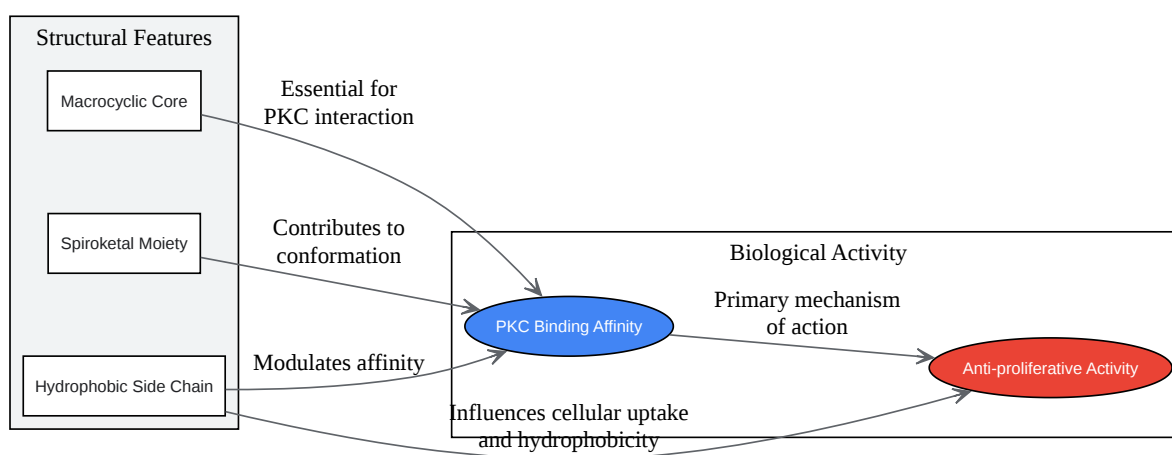 Structural Features
Macrocyclic Core
Essential for
PKC interaction
Spiroketal Moiety
Contributes to
conformation
Biological Activity
PKC Binding Affinity
Primary mechanism
of action
Hydrophobic Side Chain
Modulates affinity
Anti-proliferative Activity
Influences cellular uptake
and hydrophobicity